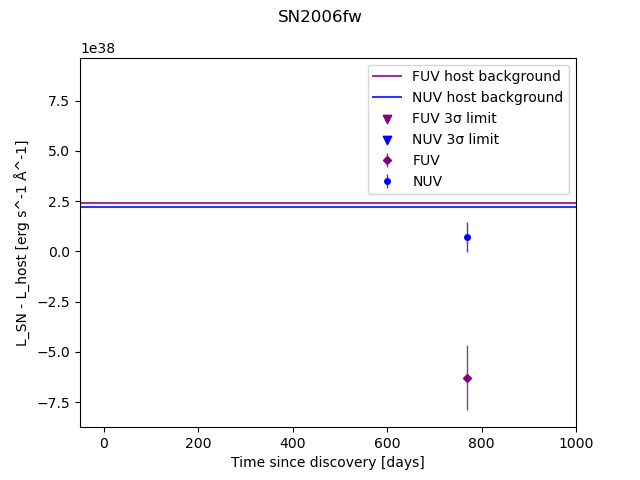 SN2006fw
1e38
FUV host background
NUV host background
FUV 3σ limit
NUV 3σ limit
FUV
NUV
7.5
5.0
2.5
0.0
−2.5
−5.0
−7.5
L_SN - L_host [erg s^-1 Å^-1]
0
200
400
600
800
1000
Time since discovery [days]